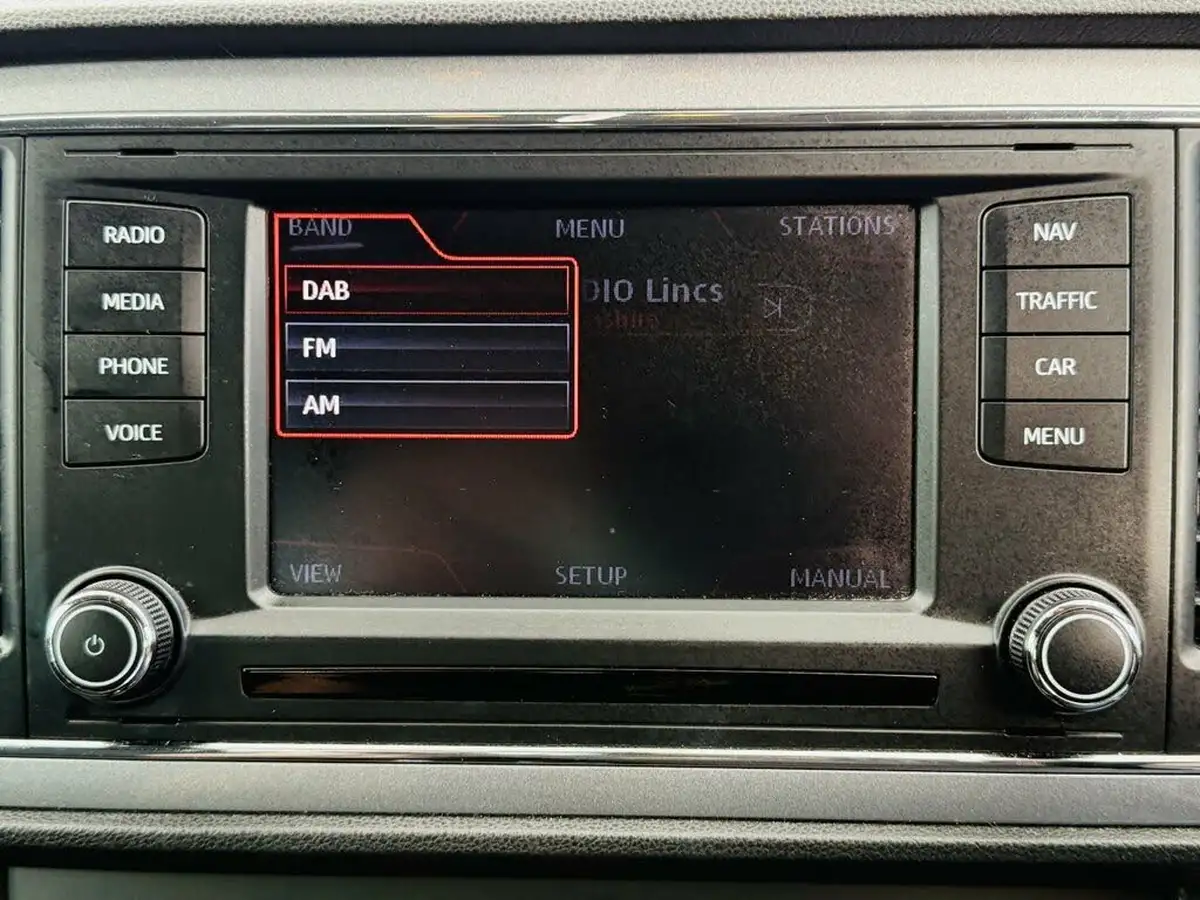 RADIO
MEDIA
PHONE
VOICE
BAND
MENU
STATIONS
DAB
FM
AM
DIO Lincs
VIEW
SETUP
MANUAL
NAV
TRAFFIC
CAR
MENU